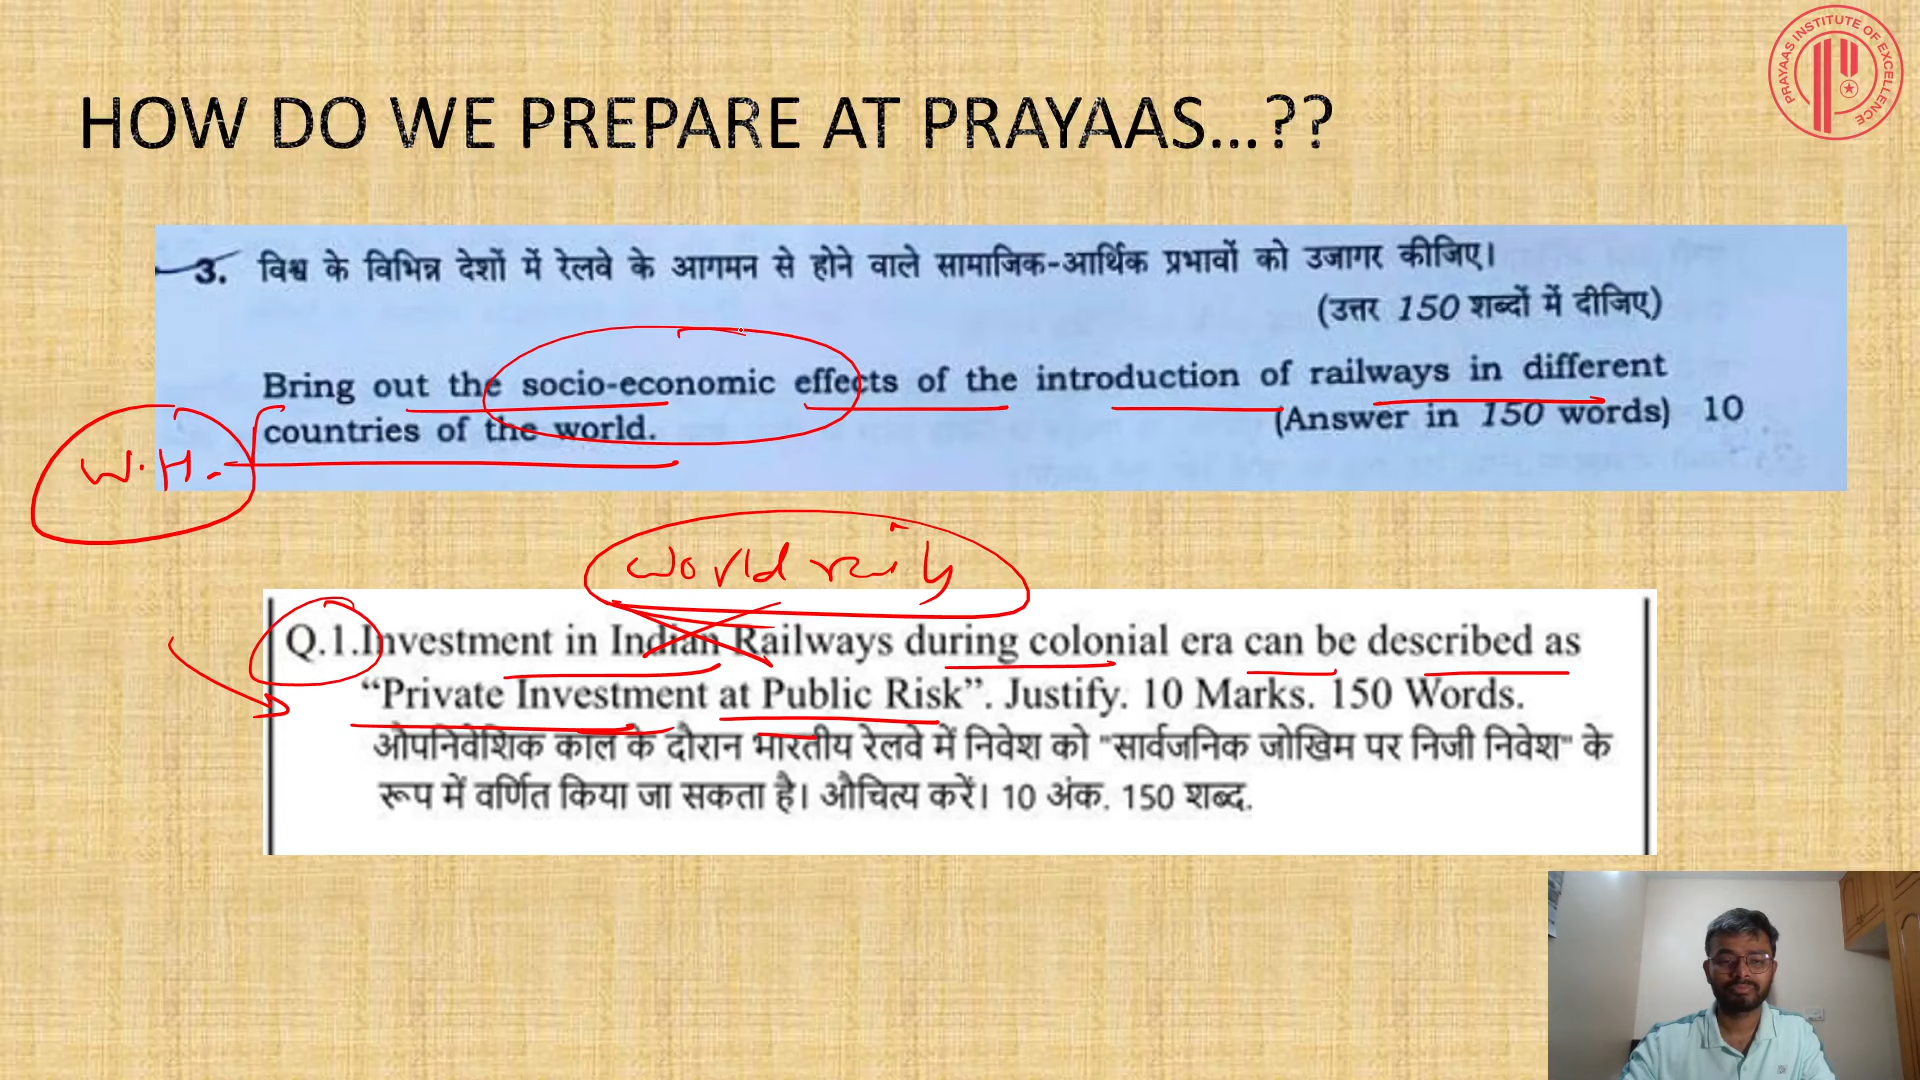 PRAYAAS INSTITUTE OF EXCELLENCE
HOW DO WE PREPARE AT PRAYAAS...??
3. विश्व के विभिन्न देशों में रेलवे के आगमन से होने वाले सामाजिक-आर्थिक प्रभावों को उजागर कीजिए।
(उत्तर 150 शब्दों में दीजिए)
Bring out the socio-economic effects of the introduction of railways in different
countries of the world. (Answer in 150 words) 10
W.H.
World
Q.1.Investment in Indian Railways during colonial era can be described as
“Private Investment at Public Risk”. Justify. 10 Marks. 150 Words.
औपनिवेशिक काल के दौरान भारतीय रेलवे में निवेश को "सार्वजनिक जोखिम पर निजी निवेश" के
रूप में वर्णित किया जा सकता है। औचित्य करें। 10 अंक. 150 शब्द.